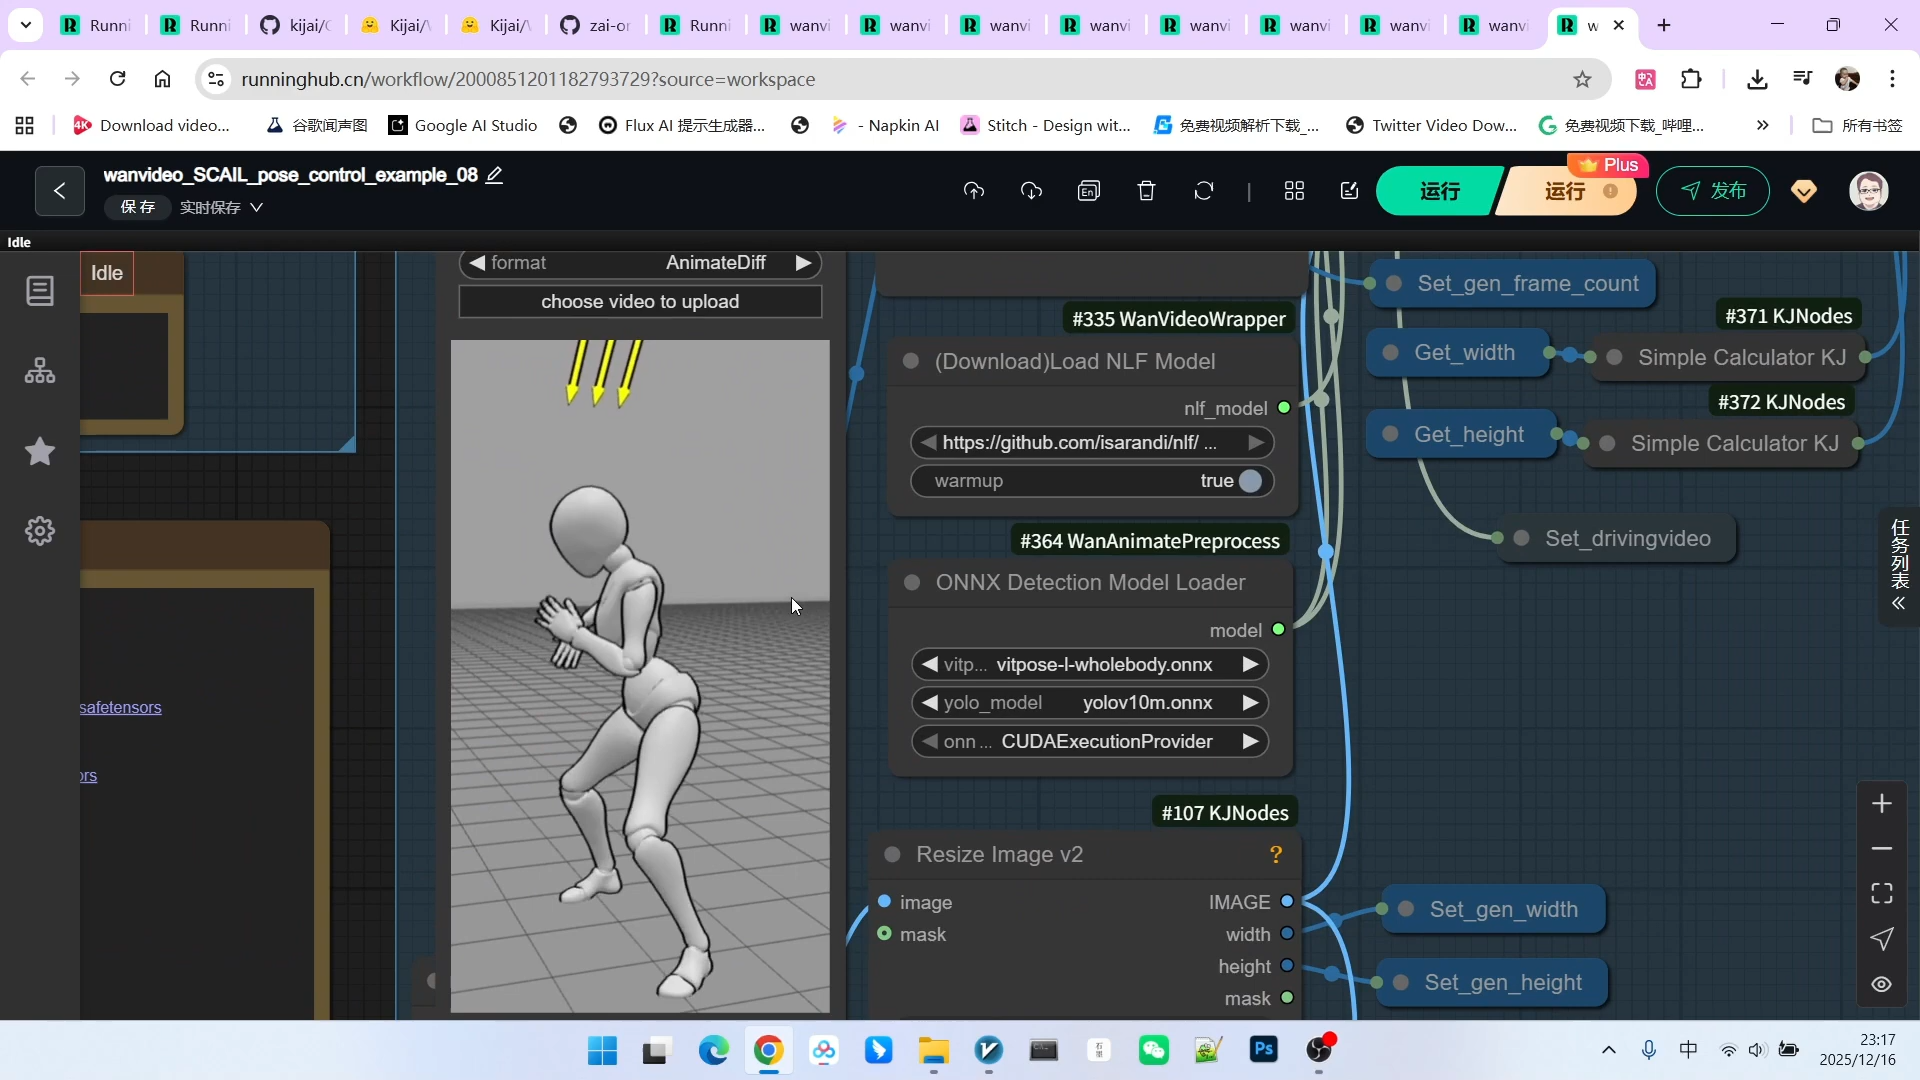 Runni
Runni
kijai/C
Kijai/\
Kijai/\
zai-or
Runni
wanvi
wanvi
wanvi
wanvi
wanvi
wanvi
wanvi
wanvi
w
runninghub.cn/workflow/2000851201182793729?source=workspace
Download video...
谷歌闻声图
Google AI Studio
Flux AI 提示生成器...
- Napkin AI
Stitch - Design wit...
免费视频解析下载_...
Twitter Video Dow...
免费视频下载_哔哩...
所有书签
wanvideo_SCAIL_pose_control_example_08
保存
实时保存
运行
运行
Plus
发布
Idle
Idle
format
AnimateDiff
choose video to upload
safetensors
ors
#335 WanVideoWrapper
(Download)Load NLF Model
nlf_model
https://github.com/isarandi/nlf/ ...
warmup
true
#364 WanAnimatePreprocess
ONNX Detection Model Loader
model
vitp... vitpose-l-wholebody.onnx
yolo_model yolov10m.onnx
onn ... CUDAExecutionProvider
#107 KJNodes
Resize Image v2
?
image
IMAGE
mask
width
height
mask
Set_gen_frame_count
#371 KJNodes
Get_width
Simple Calculator KJ
#372 KJNodes
Get_height
Simple Calculator KJ
Set_drivingvideo
Set_gen_width
Set_gen_height
任务列表
中
23:17
2025/12/16